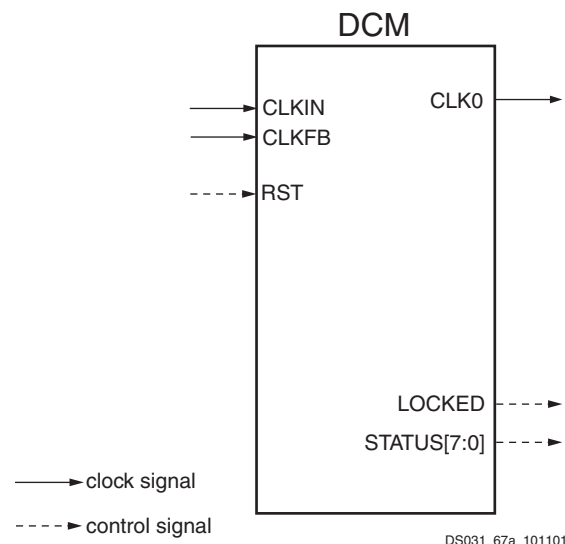 DCM
CLKIN
CLK0
CLKFB
RST
LOCKED
STATUS[7:0]
clock signal
control signal
DS031_67a_101101